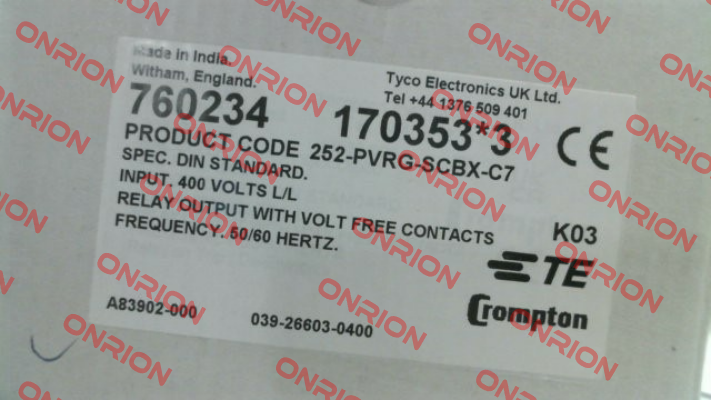 Made in India.
Witham, England.
Tyco Electronics UK Ltd.
Tel +44 1376 509 401
760234 170353*3
PRODUCT CODE 252-PVRG-SCBX-C7
SPEC. DIN STANDARD.
INPUT. 400 VOLTS L/L
RELAY OUTPUT WITH VOLT FREE CONTACTS
FREQUENCY. 50/60 HERTZ.
CE
K03
TE
Crompton
A83902-000
039-26603-0400
ONRION